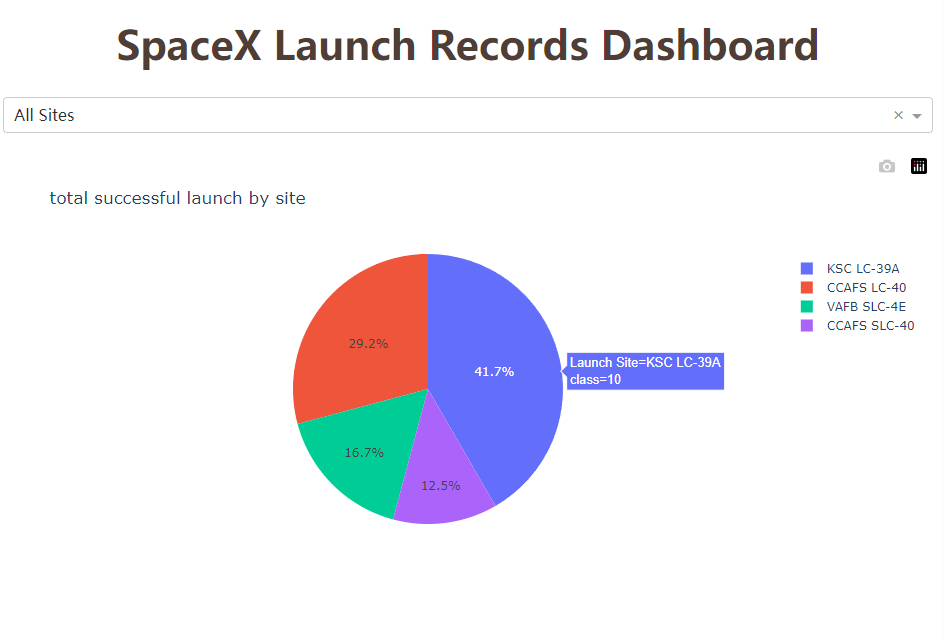 SpaceX Launch Records Dashboard
All Sites
×
total successful launch by site
KSC LC-39A
CCAFS LC-40
VAFB SLC-4E
CCAFS SLC-40
29.2%
41.7%
Launch Site=KSC LC-39A
class=10
16.7%
12.5%